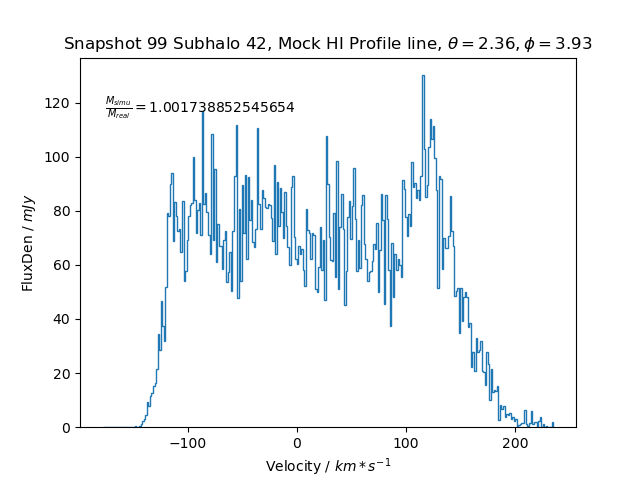 Snapshot 99 Subhalo 42, Mock HI Profile line, θ = 2.36, ϕ = 3.93
M_simu/M_real = 1.001738852545654
120
100
80
60
40
20
0
FluxDen / mJy
−100 0 100 200
Velocity / km * s⁻¹